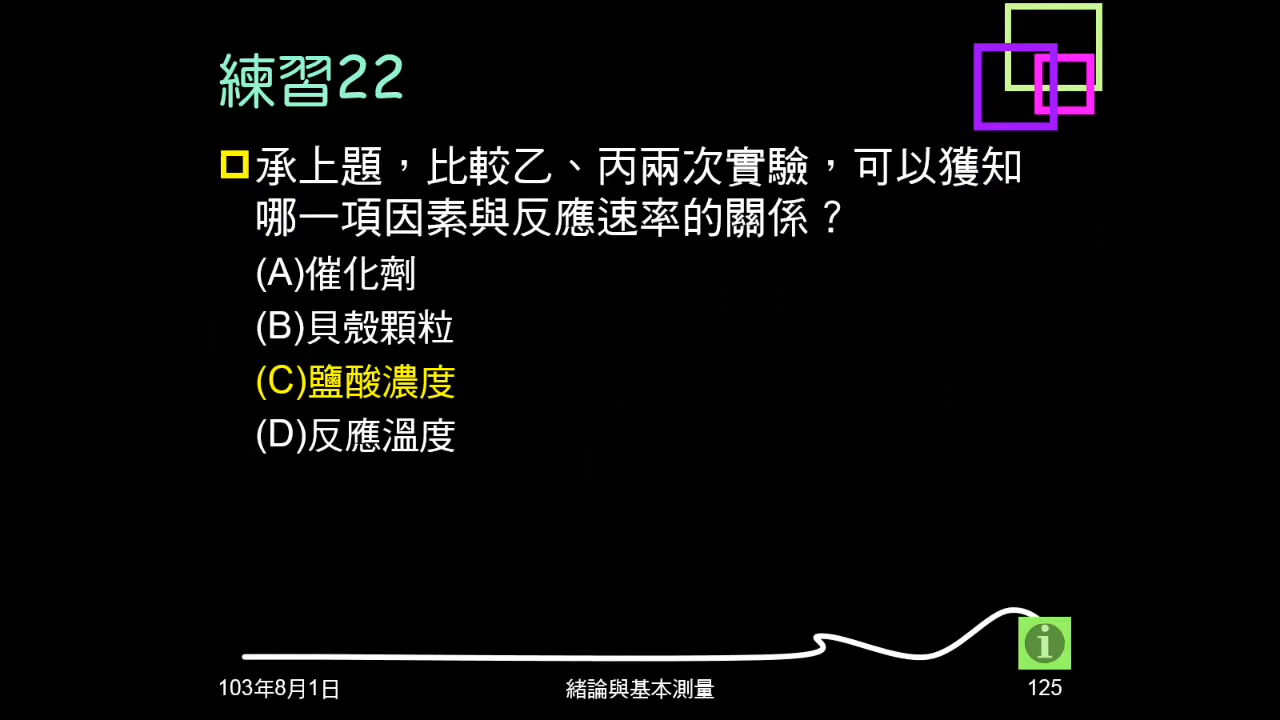 練習22
承上題，比較乙、丙兩次實驗，可以獲知
哪一項因素與反應速率的關係？
(A)催化劑
(B)貝殼顆粒
(C)鹽酸濃度
(D)反應溫度
103年8月1日
緒論與基本測量
125